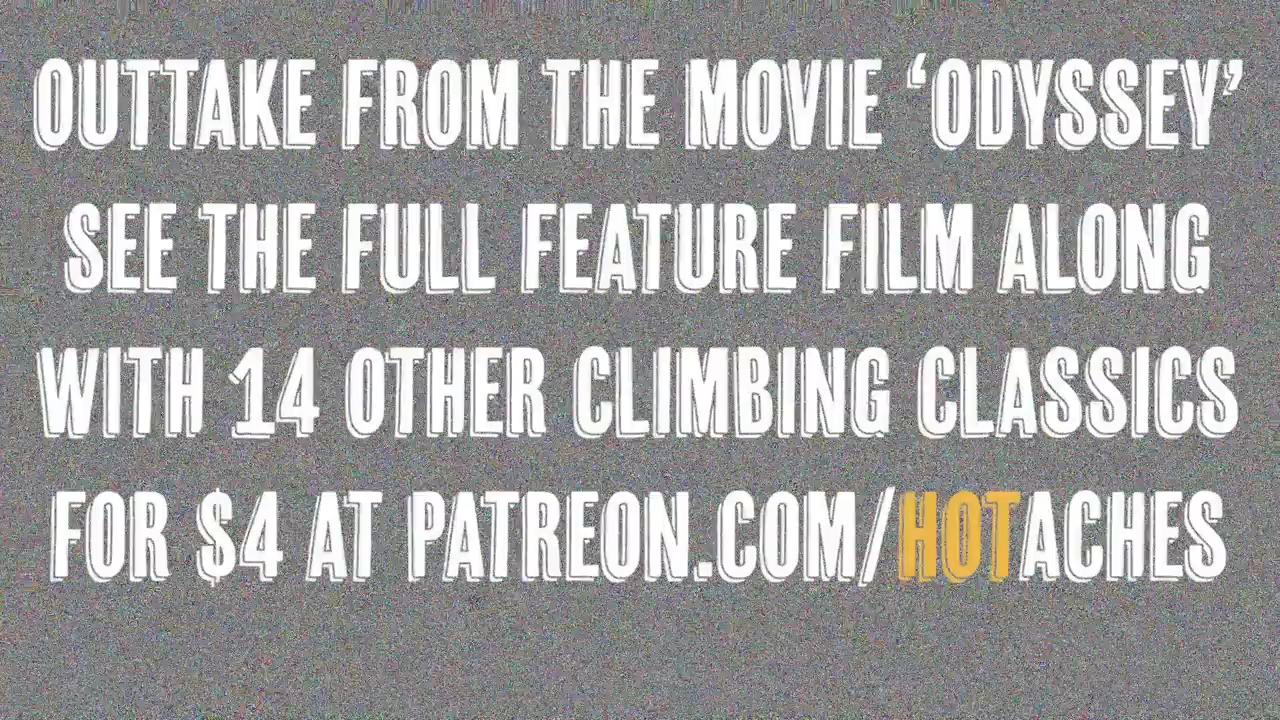 OUTTAKE FROM THE MOVIE ‘ODYSSEY’
SEE THE FULL FEATURE FILM ALONG
WITH 14 OTHER CLIMBING CLASSICS
FOR $4 AT PATREON.COM/HOTACHES